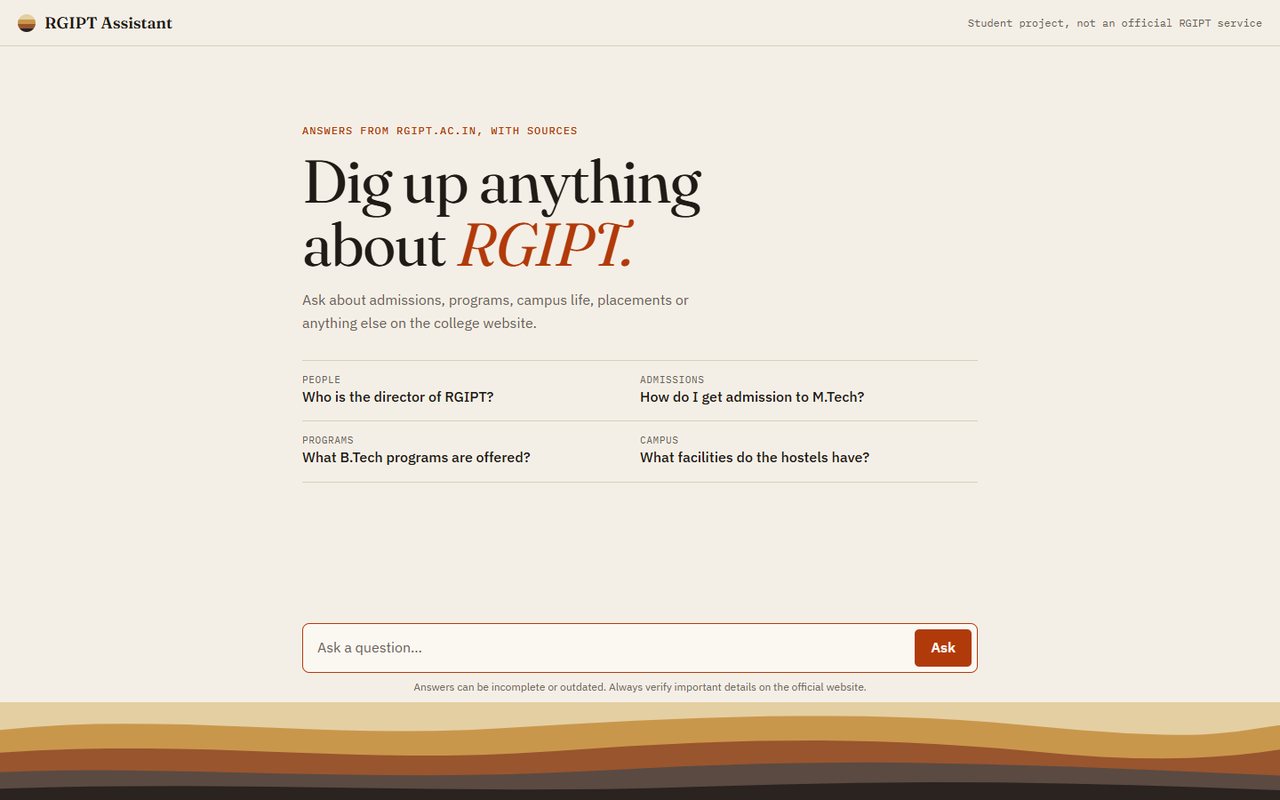 RGIPT Assistant
Student project, not an official RGIPT service
ANSWERS FROM RGIPT.AC.IN, WITH SOURCES
Dig up anything
about RGIPT.
Ask about admissions, programs, campus life, placements or
anything else on the college website.
PEOPLE
Who is the director of RGIPT?
ADMISSIONS
How do I get admission to M.Tech?
PROGRAMS
What B.Tech programs are offered?
CAMPUS
What facilities do the hostels have?
Ask a question...
Ask
Answers can be incomplete or outdated. Always verify important details on the official website.